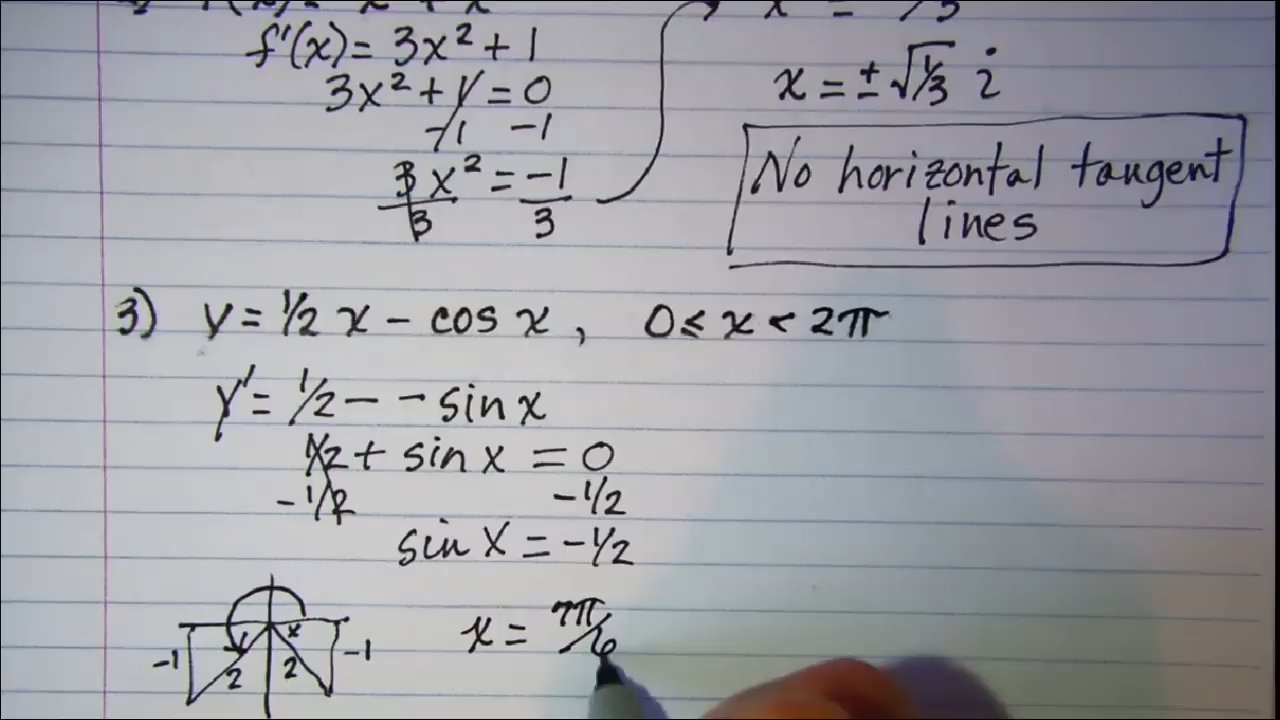 f'(x) = 3x² + 1
3x² + 1 = 0
-1 -1
3x² = -1
3 3
x = ± √1/3 i
No horizontal tangent
lines
3) y = 1/2 x - cos x, 0 ≤ x < 2π
y' = 1/2 - - sin x
1/2 + sin x = 0
-1/2 -1/2
sin x = -1/2
x = 7π/6
-1 2 x 2 -1